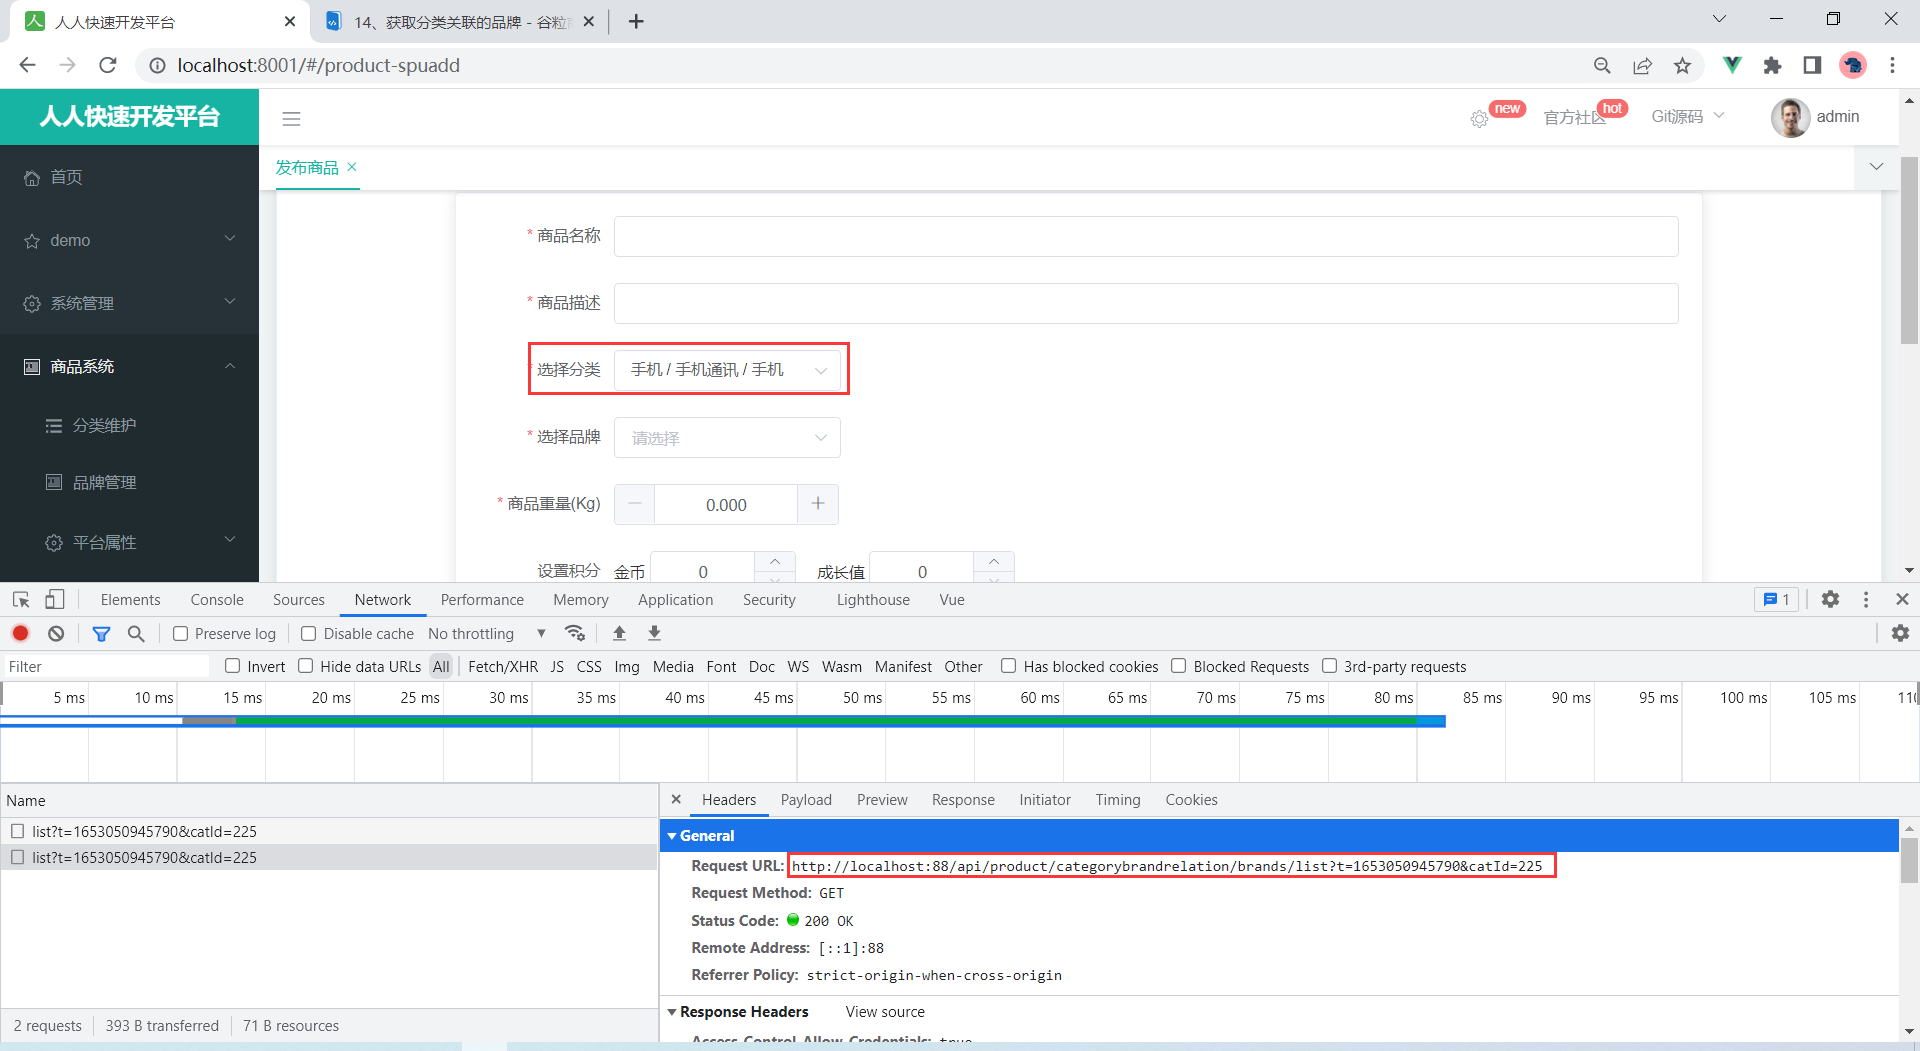 人人快速开发平台
14、获取分类关联的品牌 - 谷粒
localhost:8001/#/product-spuadd
人人快速开发平台
new
官方社区
hot
Git源码
admin
发布商品
首页
demo
系统管理
商品系统
分类维护
品牌管理
平台属性
* 商品名称
* 商品描述
* 选择分类 手机 / 手机通讯 / 手机
* 选择品牌 请选择
* 商品重量(Kg) 0.000
设置积分 金币 0 成长值 0
Elements Console Sources Network Performance Memory Application Security Lighthouse Vue 1
Preserve log Disable cache No throttling
Filter Invert Hide data URLs All Fetch/XHR JS CSS Img Media Font Doc WS Wasm Manifest Other Has blocked cookies Blocked Requests 3rd-party requests
5 ms 10 ms 15 ms 20 ms 25 ms 30 ms 35 ms 40 ms 45 ms 50 ms 55 ms 60 ms 65 ms 70 ms 75 ms 80 ms 85 ms 90 ms 95 ms 100 ms 105 ms
Name
list?t=1653050945790&catId=225
list?t=1653050945790&catId=225
2 requests 393 B transferred 71 B resources
Headers Payload Preview Response Initiator Timing Cookies
General
Request URL: http://localhost:88/api/product/categorybrandrelation/brands/list?t=1653050945790&catId=225
Request Method: GET
Status Code: 200 OK
Remote Address: [::1]:88
Referrer Policy: strict-origin-when-cross-origin
Response Headers View source
Access-Control-Allow-Credentials: true